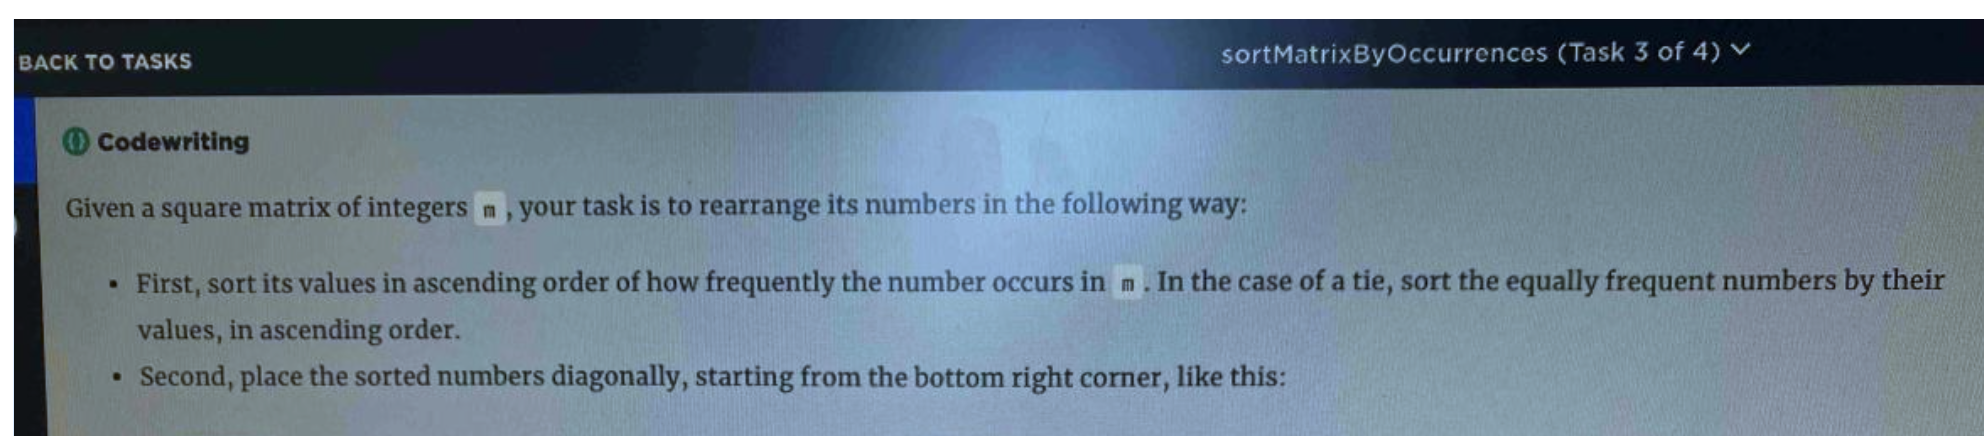 BACK TO TASKS
sortMatrixByOccurrences (Task 3 of 4)
Codewriting
Given a square matrix of integers m, your task is to rearrange its numbers in the following way:
• First, sort its values in ascending order of how frequently the number occurs in m. In the case of a tie, sort the equally frequent numbers by their
values, in ascending order.
• Second, place the sorted numbers diagonally, starting from the bottom right corner, like this: